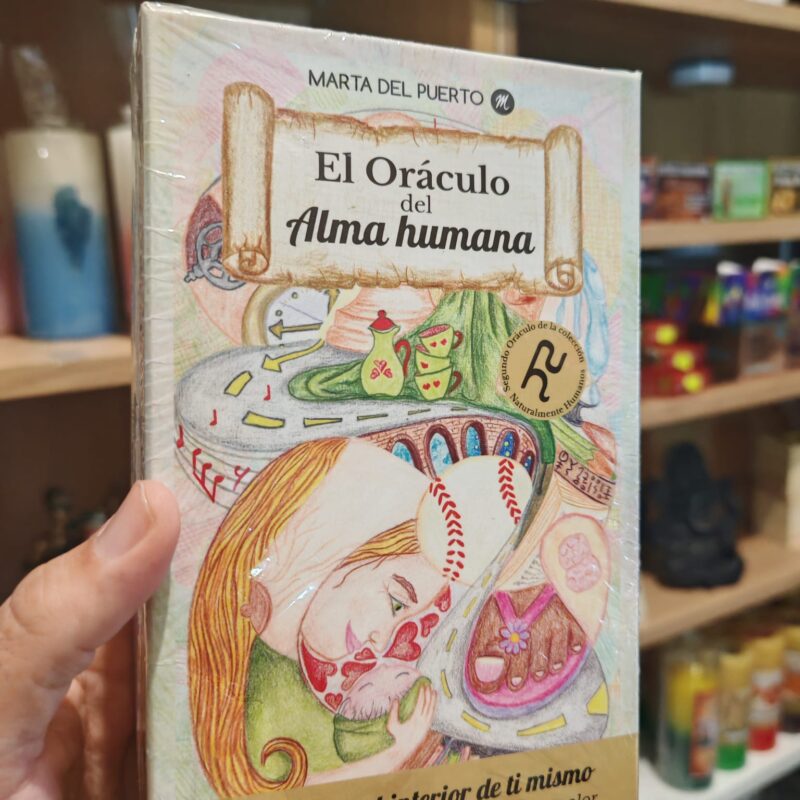 MARTA DEL PUERTO M
El Oráculo
del
Alma humana
Segundo Oráculo de la colección
Naturalmente Humanos
interior de ti mismo